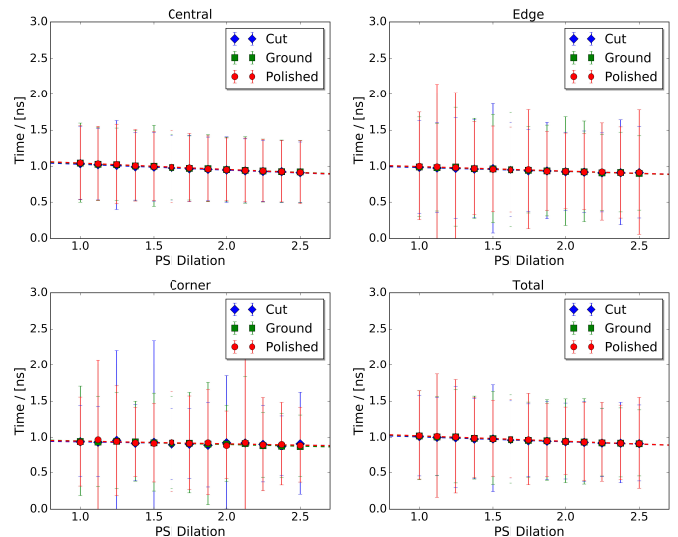 Central
3.0
2.5
2.0
1.5
1.0
0.5
0.0
Time / [ns]
Cut
Ground
Polished
1.0 1.5 2.0 2.5
PS Dilation
Edge
3.0
2.5
2.0
1.5
1.0
0.5
0.0
Time / [ns]
Cut
Ground
Polished
1.0 1.5 2.0 2.5
PS Dilation
Corner
3.0
2.5
2.0
1.5
1.0
0.5
0.0
Time / [ns]
Cut
Ground
Polished
1.0 1.5 2.0 2.5
PS Dilation
Total
3.0
2.5
2.0
1.5
1.0
0.5
0.0
Time / [ns]
Cut
Ground
Polished
1.0 1.5 2.0 2.5
PS Dilation